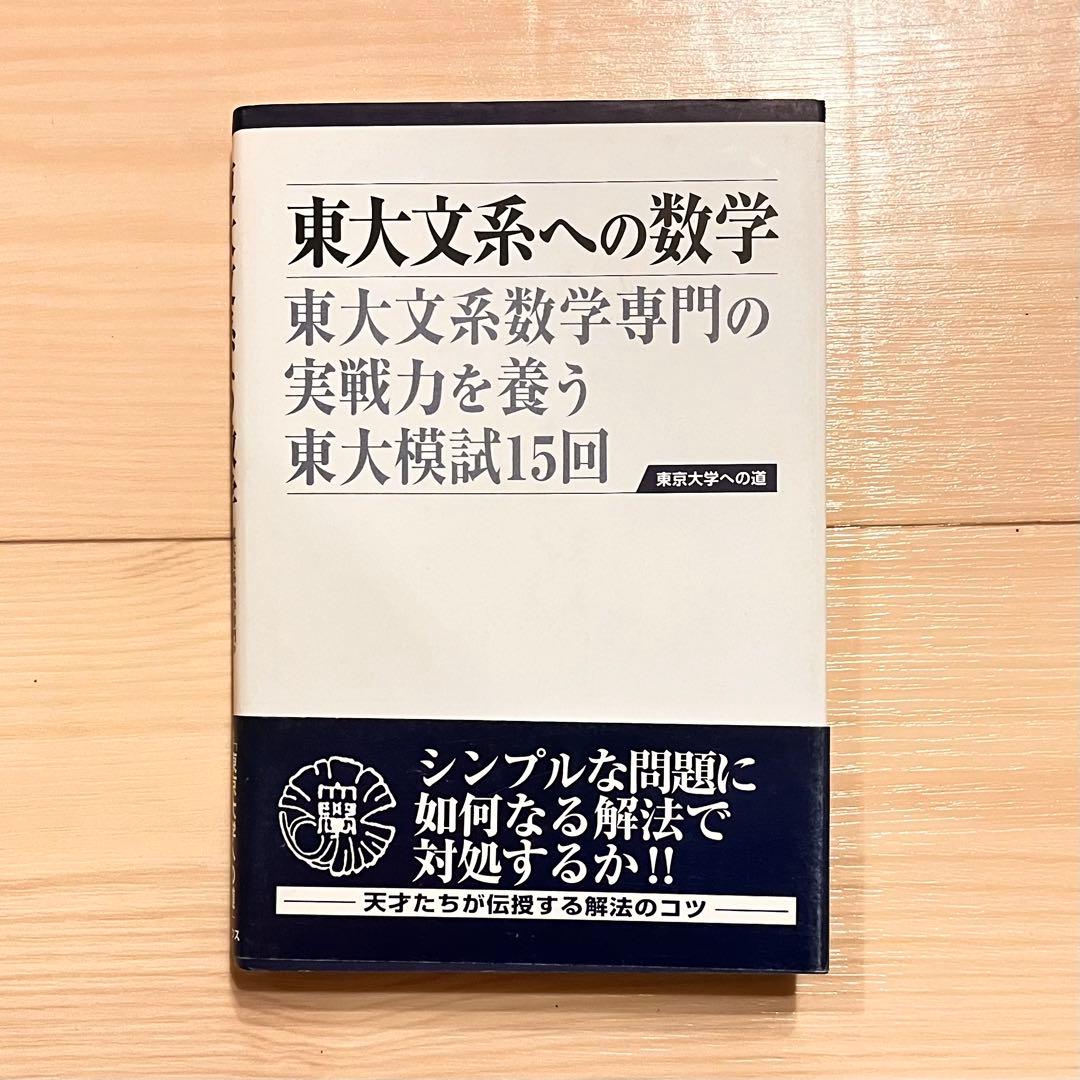 東大文系への数学
東大文系数学専門の
実戦力を養う
東大模試15回
東京大学への道
シンプルな問題に
如何なる解法で
対処するか!!
天才たちが伝授する解法のコツ